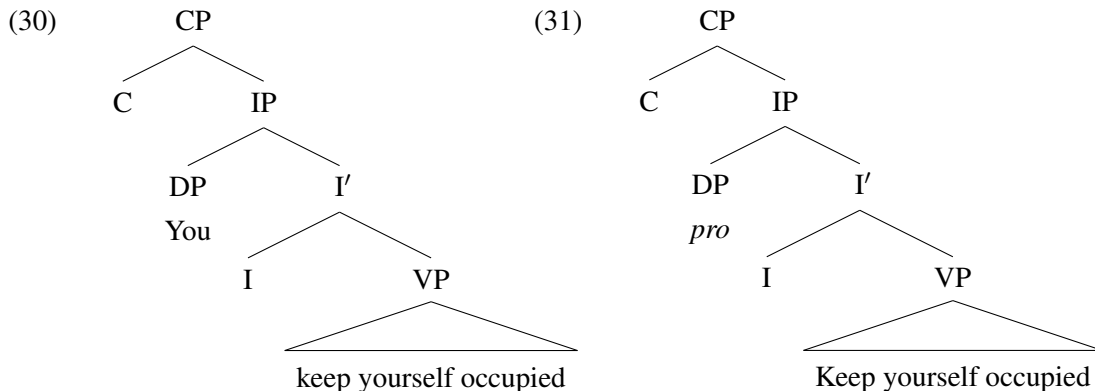 (30) CP (31) CP
C IP C IP
DP I′ DP I′
You pro
I VP I VP
keep yourself occupied Keep yourself occupied